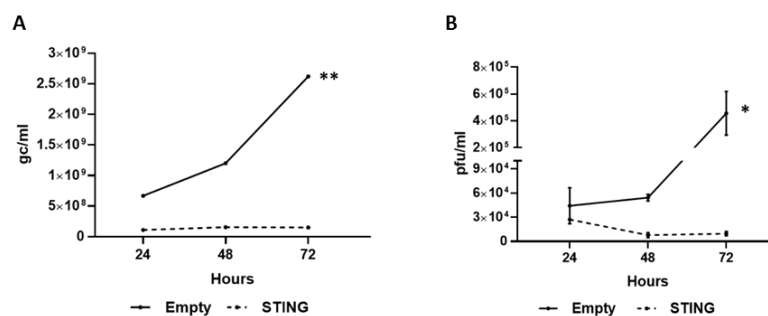 A
3×10⁹
2.5×10⁹
2×10⁹
1.5×10⁹
1×10⁹
5×10⁸
0
gc/ml
**
24 48 72
Hours
Empty STING
B
8×10⁵
6×10⁵
4×10⁵
2×10⁵
9×10⁴
6×10⁴
3×10⁴
0
pfu/ml
*
24 48 72
Hours
Empty STING